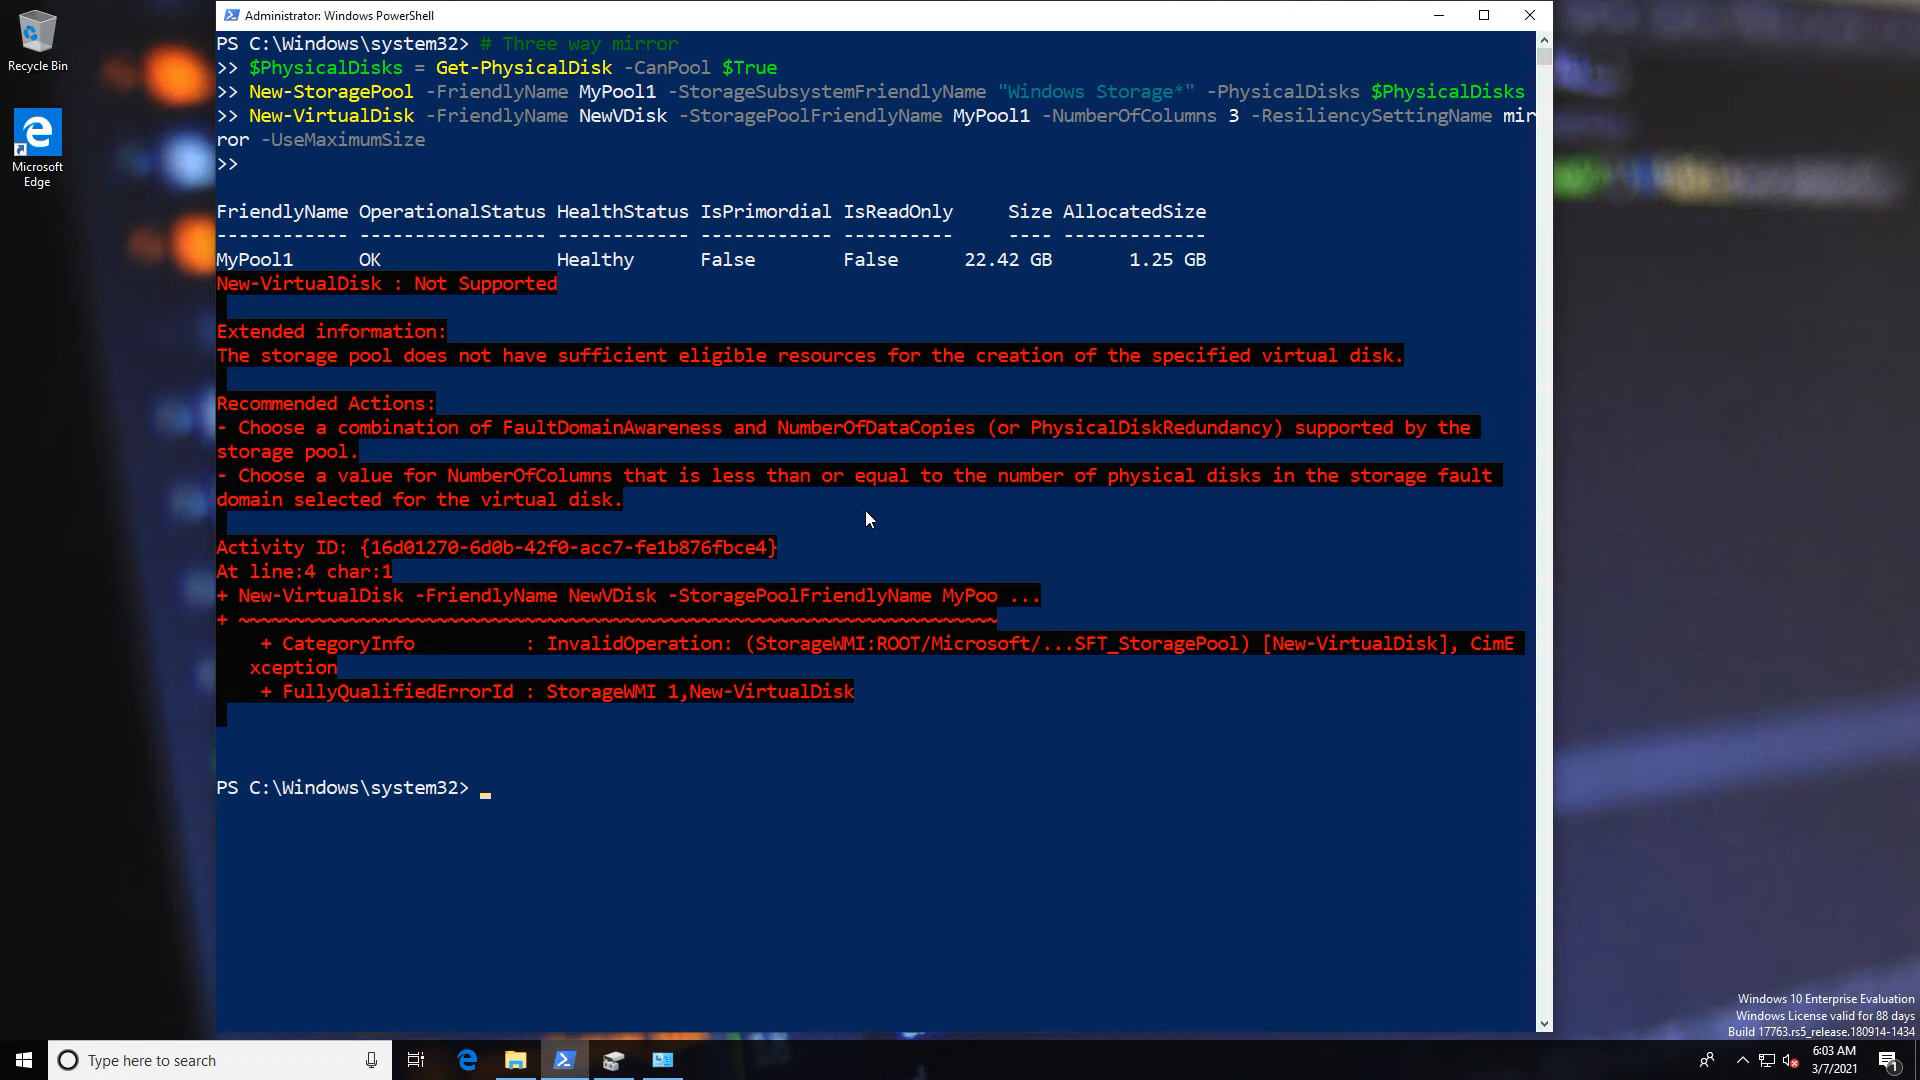 Administrator: Windows PowerShell
Recycle Bin
Microsoft
Edge
PS C:\Windows\system32> # Three way mirror
>> $PhysicalDisks = Get-PhysicalDisk -CanPool $True
>> New-StoragePool -FriendlyName MyPool1 -StorageSubsystemFriendlyName "Windows Storage*" -PhysicalDisks $PhysicalDisks
>> New-VirtualDisk -FriendlyName NewVDisk -StoragePoolFriendlyName MyPool1 -NumberOfColumns 3 -ResiliencySettingName mir
ror -UseMaximumSize
>>
FriendlyName OperationalStatus HealthStatus IsPrimordial IsReadOnly     Size AllocatedSize
------------ ----------------- ------------ ------------ ----------     ---- -------------
MyPool1      OK                Healthy      False        False      22.42 GB       1.25 GB
New-VirtualDisk : Not Supported
Extended information:
The storage pool does not have sufficient eligible resources for the creation of the specified virtual disk.
Recommended Actions:
- Choose a combination of FaultDomainAwareness and NumberOfDataCopies (or PhysicalDiskRedundancy) supported by the
storage pool.
- Choose a value for NumberOfColumns that is less than or equal to the number of physical disks in the storage fault
domain selected for the virtual disk.
Activity ID: {16d01270-6d0b-42f0-acc7-fe1b876fbce4}
At line:4 char:1
+ New-VirtualDisk -FriendlyName NewVDisk -StoragePoolFriendlyName MyPoo ...
+ ~~~~~~~~~~~~~~~~~~~~~~~~~~~~~~~~~~~~~~~~~~~~~~~~~~~~~~~~~~~~~~~~~~~~~
    + CategoryInfo          : InvalidOperation: (StorageWMI:ROOT/Microsoft/...SFT_StoragePool) [New-VirtualDisk], CimE
   xception
    + FullyQualifiedErrorId : StorageWMI 1,New-VirtualDisk
PS C:\Windows\system32>
Windows 10 Enterprise Evaluation
Windows License valid for 88 days
Build 17763.rs5_release.180914-1434
Type here to search
6:03 AM
3/7/2021
1